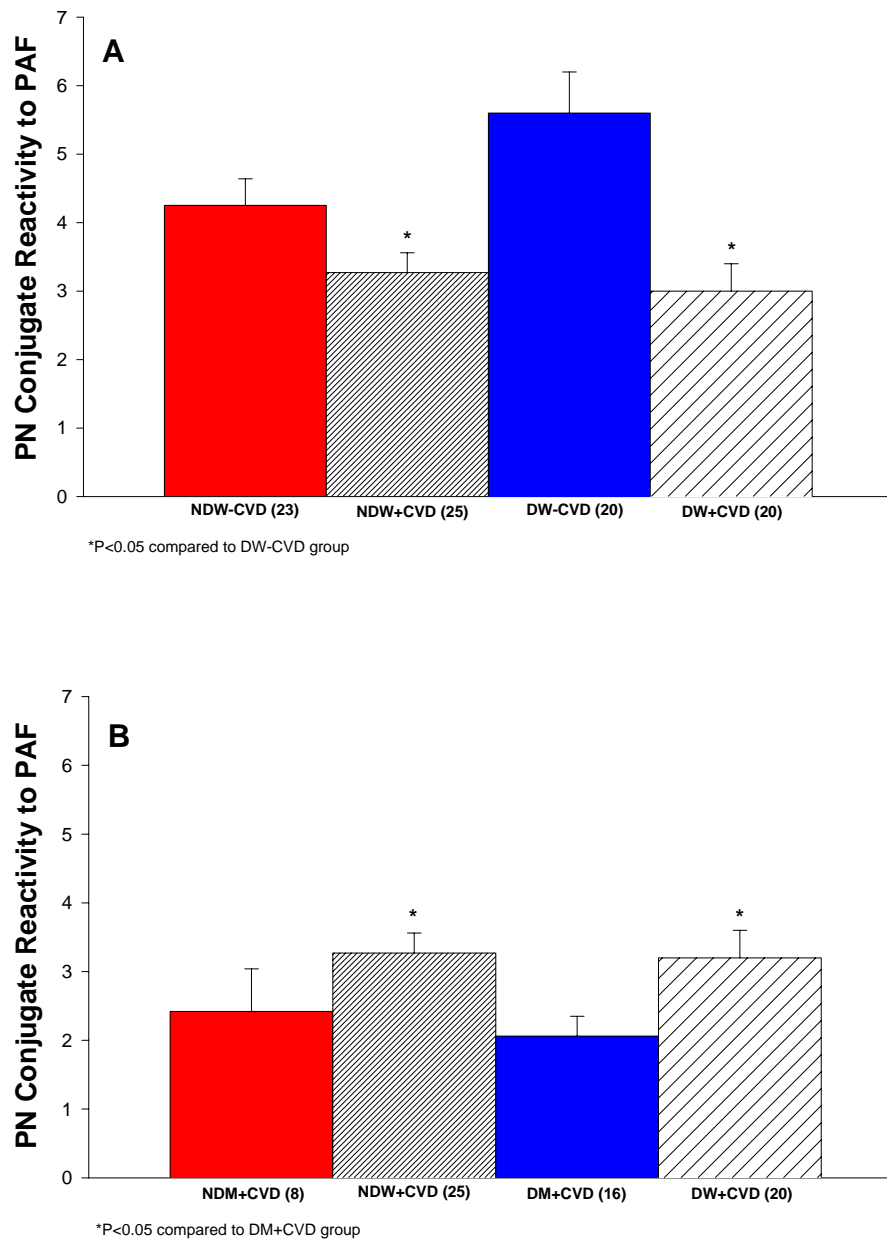 7
A
6
5
4
3
2
1
0
PN Conjugate Reactivity to PAF
*
*
NDW-CVD (23) NDW+CVD (25) DW-CVD (20) DW+CVD (20)
*P<0.05 compared to DW-CVD group
7
B
6
5
4
3
2
1
0
PN Conjugate Reactivity to PAF
*
*
NDM+CVD (8) NDW+CVD (25) DM+CVD (16) DW+CVD (20)
*P<0.05 compared to DM+CVD group